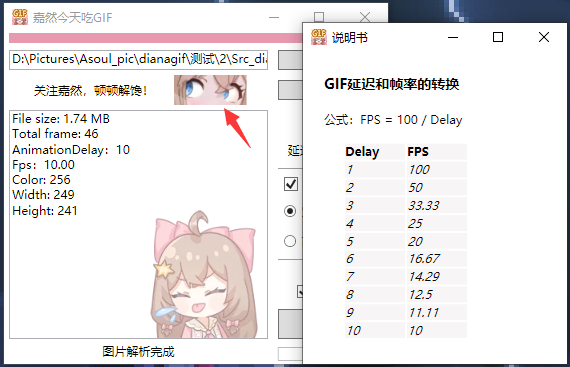 嘉然今天吃GIF
D:\Pictures\Asoul_pic\dianagif\测试\2\Src_dia
关注嘉然，顿顿解馋！
File size: 1.74 MB
Total frame: 46
AnimationDelay：10
Fps：10.00
Color: 256
Width: 249
Height: 241
图片解析完成
延
说明书
GIF延迟和帧率的转换
公式：FPS = 100 / Delay
Delay FPS
1 100
2 50
3 33.33
4 25
5 20
6 16.67
7 14.29
8 12.5
9 11.11
10 10